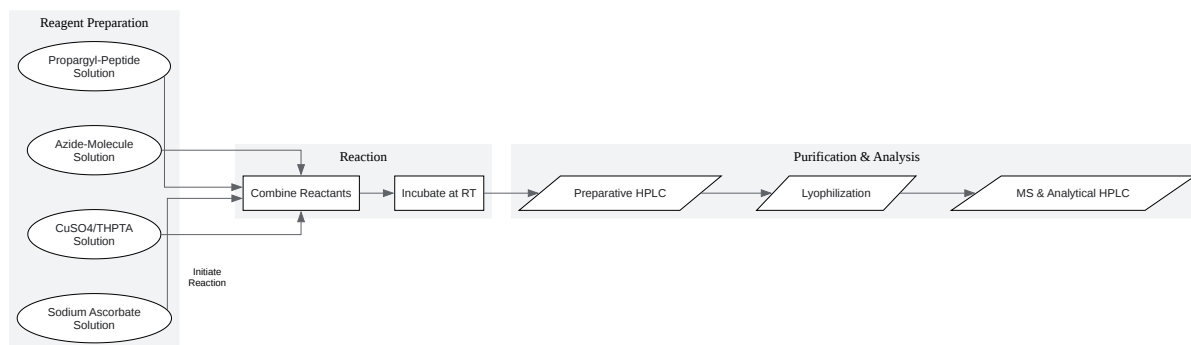 Reagent Preparation
Propargyl-Peptide
Solution
Azide-Molecule
Solution
CuSO4/THPTA
Solution
Sodium Ascorbate
Solution
Initiate
Reaction
Reaction
Combine Reactants
Incubate at RT
Purification & Analysis
Preparative HPLC
Lyophilization
MS & Analytical HPLC